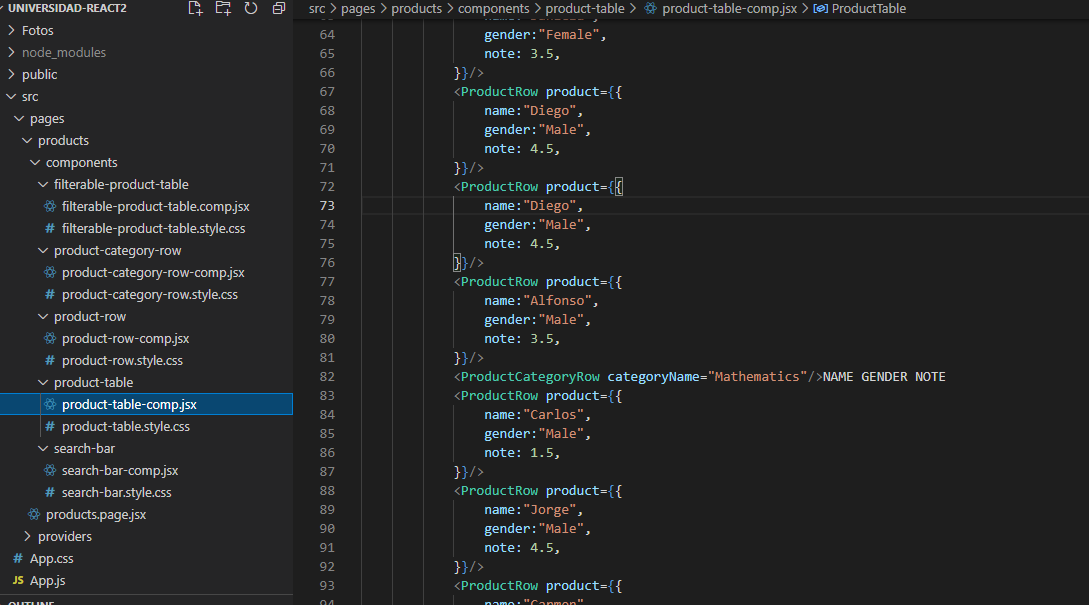 UNIVERSIDAD-REACT2
Fotos
node_modules
public
src
pages
products
components
filterable-product-table
filterable-product-table.comp.jsx
# filterable-product-table.style.css
product-category-row
product-category-row-comp.jsx
# product-category-row.style.css
product-row
product-row-comp.jsx
# product-row.style.css
product-table
product-table-comp.jsx
# product-table.style.css
search-bar
search-bar-comp.jsx
# search-bar.style.css
products.page.jsx
providers
# App.css
JS App.js
OUTLINE
src > pages > products > components > product-table > product-table-comp.jsx > ProductTable
64 gender:"Female",
65 note: 3.5,
66 }}/>
67 <ProductRow product={{
68 name:"Diego",
69 gender:"Male",
70 note: 4.5,
71 }}/>
72 <ProductRow product={{
73 name:"Diego",
74 gender:"Male",
75 note: 4.5,
76 }}/>
77 <ProductRow product={{
78 name:"Alfonso",
79 gender:"Male",
80 note: 3.5,
81 }}/>
82 <ProductCategoryRow categoryName="Mathematics"/>NAME GENDER NOTE
83 <ProductRow product={{
84 name:"Carlos",
85 gender:"Male",
86 note: 1.5,
87 }}/>
88 <ProductRow product={{
89 name:"Jorge",
90 gender:"Male",
91 note: 4.5,
92 }}/>
93 <ProductRow product={{
94 name:"Carmen",